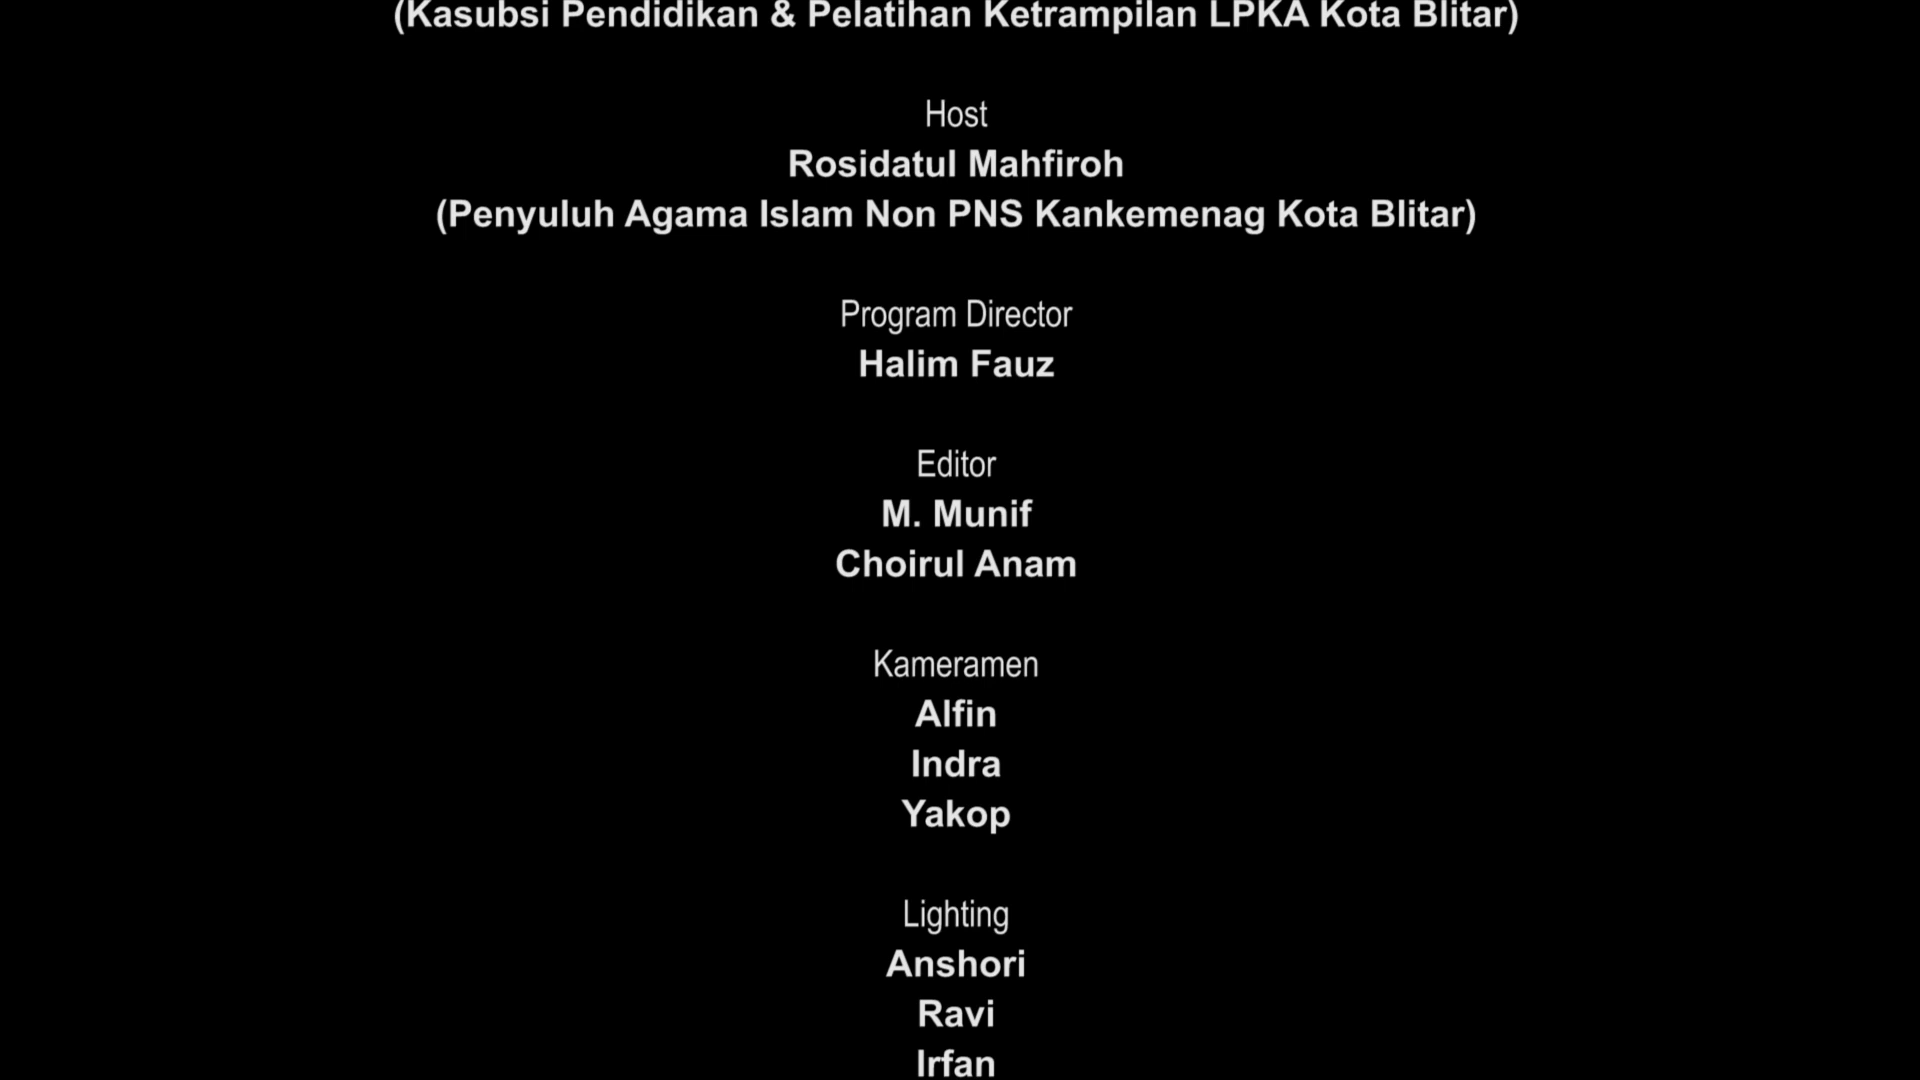 (Kasubsi Pendidikan & Pelatihan Ketrampilan LPKA Kota Blitar)
Host
Rosidatul Mahfiroh
(Penyuluh Agama Islam Non PNS Kankemenag Kota Blitar)
Program Director
Halim Fauz
Editor
M. Munif
Choirul Anam
Kameramen
Alfin
Indra
Yakop
Lighting
Anshori
Ravi
Irfan